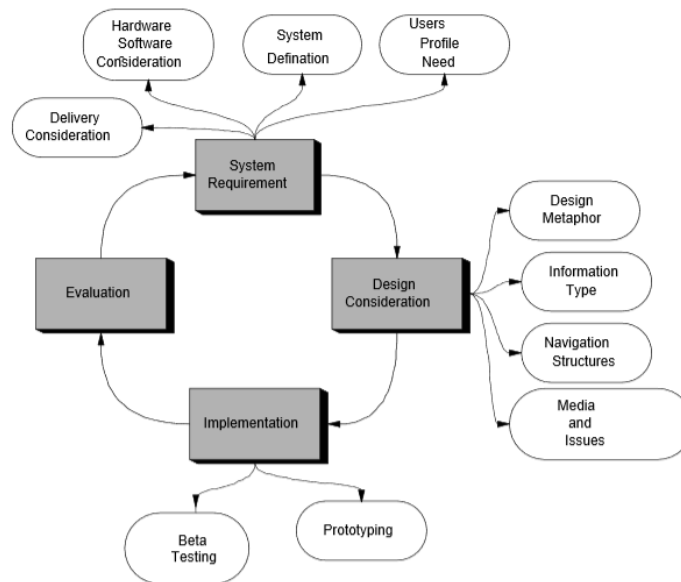 Hardware
Software
Consideration
System
Defination
Users
Profile
Need
Delivery
Consideration
System
Requirement
Design
Metaphor
Evaluation
Design
Consideration
Information
Type
Navigation
Structures
Implementation
Media
and
Issues
Beta
Testing
Prototyping